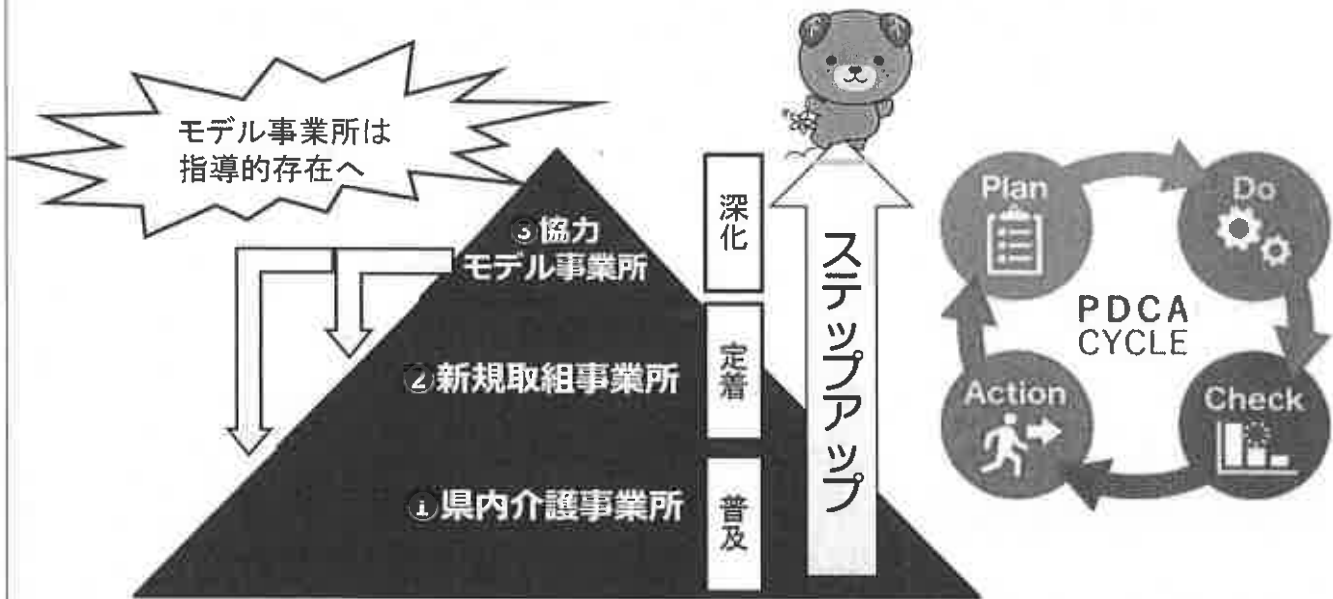 モデル事業所は
指導的存在へ
③協力
モデル事業所
②新規取組事業所
①県内介護事業所
深化
定着
普及
ステップアップ
Plan
Do
PDCA
CYCLE
Action
Check